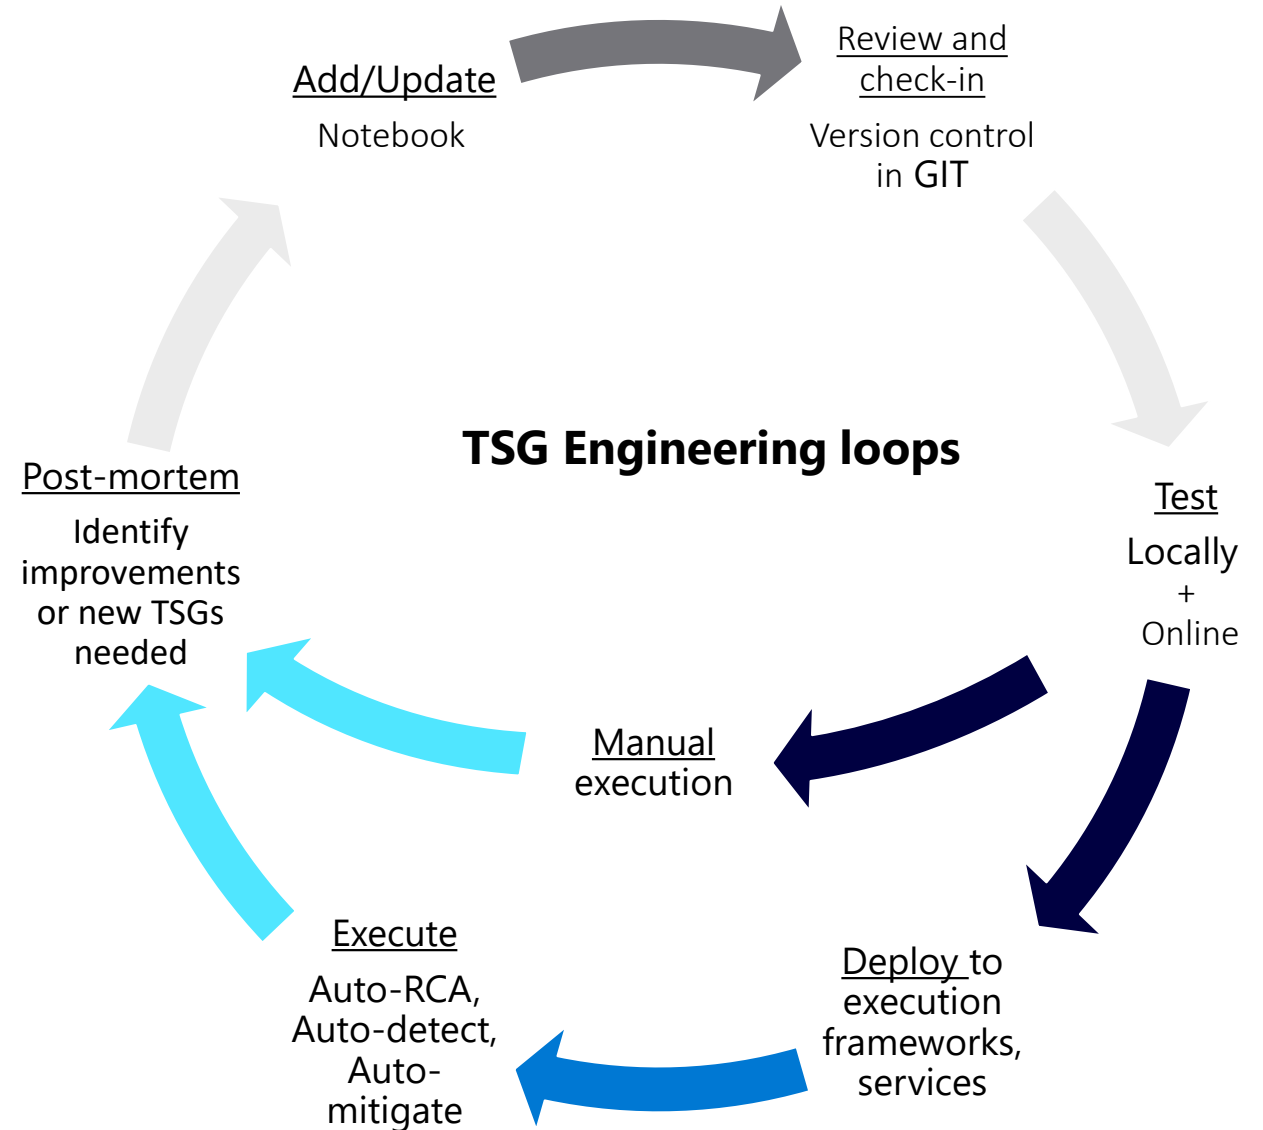 Add/Update
Notebook
Review and
check-in
Version control
in GIT
TSG Engineering loops
Post-mortem
Identify
improvements
or new TSGs
needed
Test
Locally
+
Online
Manual
execution
Execute
Auto-RCA,
Auto-detect,
Auto-
mitigate
Deploy to
execution
frameworks,
services